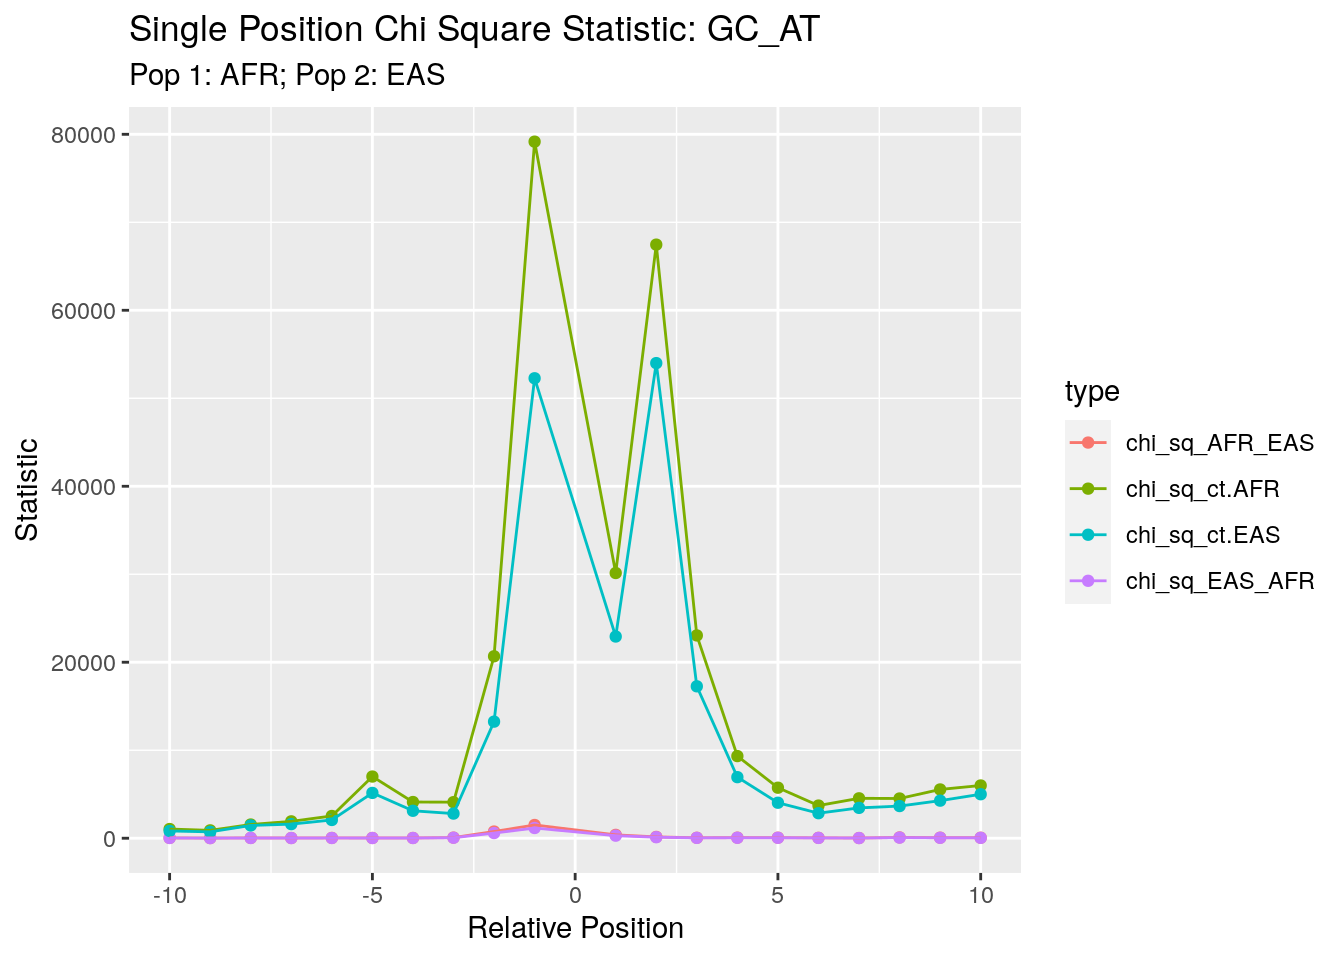 Single Position Chi Square Statistic: GC_AT
Pop 1: AFR; Pop 2: EAS
80000
60000
40000
20000
0
Statistic
-10
-5
0
5
10
Relative Position
type
chi_sq_AFR_EAS
chi_sq_ct.AFR
chi_sq_ct.EAS
chi_sq_EAS_AFR